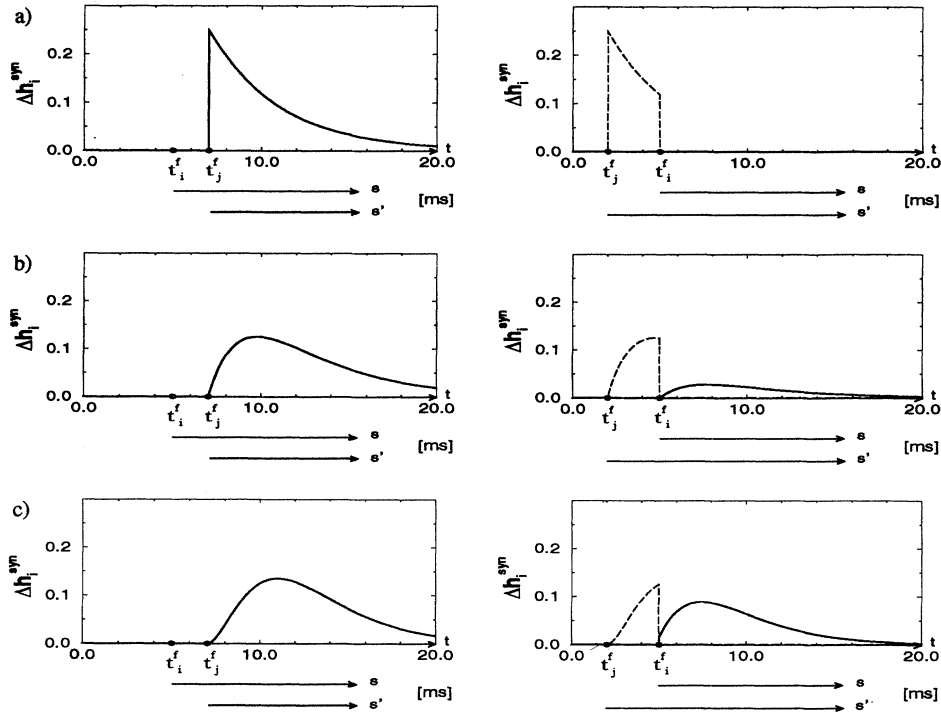 a)
Δh_i^syn
0.2
0.1
0.0
0.0 t_i^f t_j^f 10.0 20.0 t
s
s' [ms]
Δh_i^syn
0.2
0.1
0.0
0.0 t_j^f t_i^f 10.0 20.0 t
s
s' [ms]
b)
Δh_i^syn
0.2
0.1
0.0
0.0 t_i^f t_j^f 10.0 20.0 t
s
s' [ms]
Δh_i^syn
0.2
0.1
0.0
0.0 t_j^f t_i^f 10.0 20.0 t
s
s' [ms]
c)
Δh_i^syn
0.2
0.1
0.0
0.0 t_i^f t_j^f 10.0 20.0 t
s
s' [ms]
Δh_i^syn
0.2
0.1
0.0
0.0 t_j^f t_i^f 10.0 20.0 t
s
s' [ms]